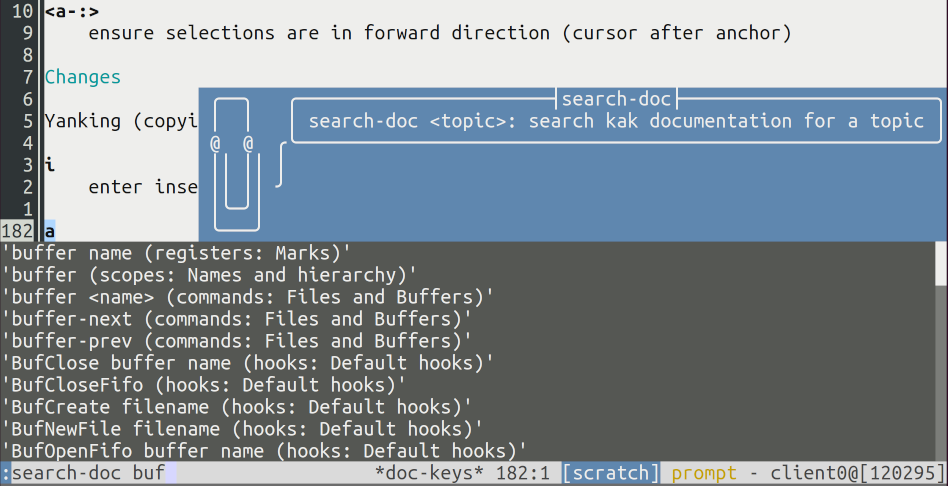 10 <a-:>
9 ensure selections are in forward direction (cursor after anchor)
8
7 Changes
6
search-doc
5 Yanking (copyi
search-doc <topic>: search kak documentation for a topic
4
@ @
3 i
2 enter inse
1
182 a
'buffer name (registers: Marks)'
'buffer (scopes: Names and hierarchy)'
'buffer <name> (commands: Files and Buffers)'
'buffer-next (commands: Files and Buffers)'
'buffer-prev (commands: Files and Buffers)'
'BufClose buffer name (hooks: Default hooks)'
'BufCloseFifo (hooks: Default hooks)'
'BufCreate filename (hooks: Default hooks)'
'BufNewFile filename (hooks: Default hooks)'
'BufOpenFifo buffer name (hooks: Default hooks)'
:search-doc buf *doc-keys* 182:1 [scratch] prompt - client0@[120295]